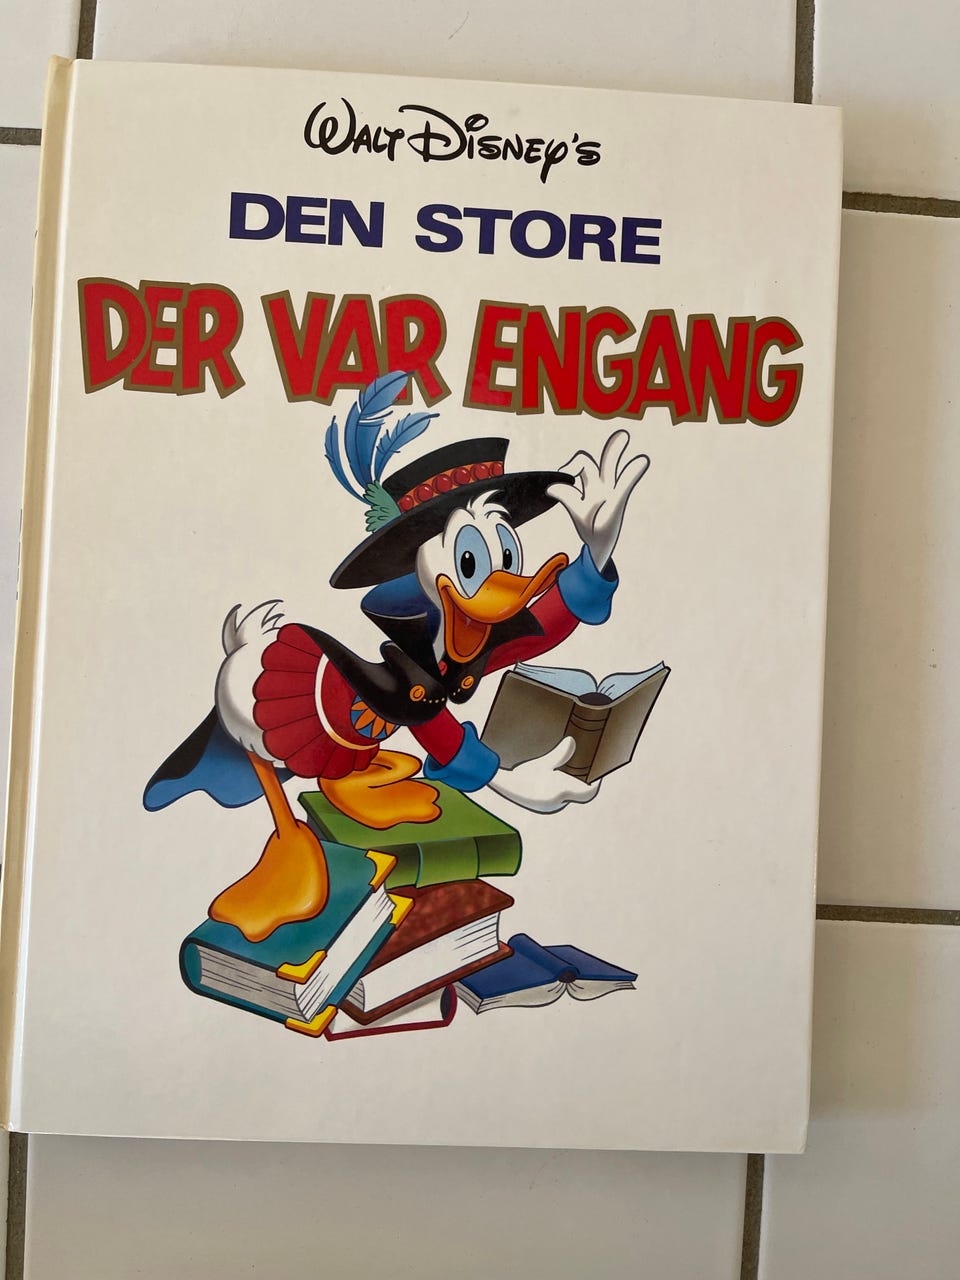 WALT DISNEY'S
DEN STORE
DER VAR ENGANG